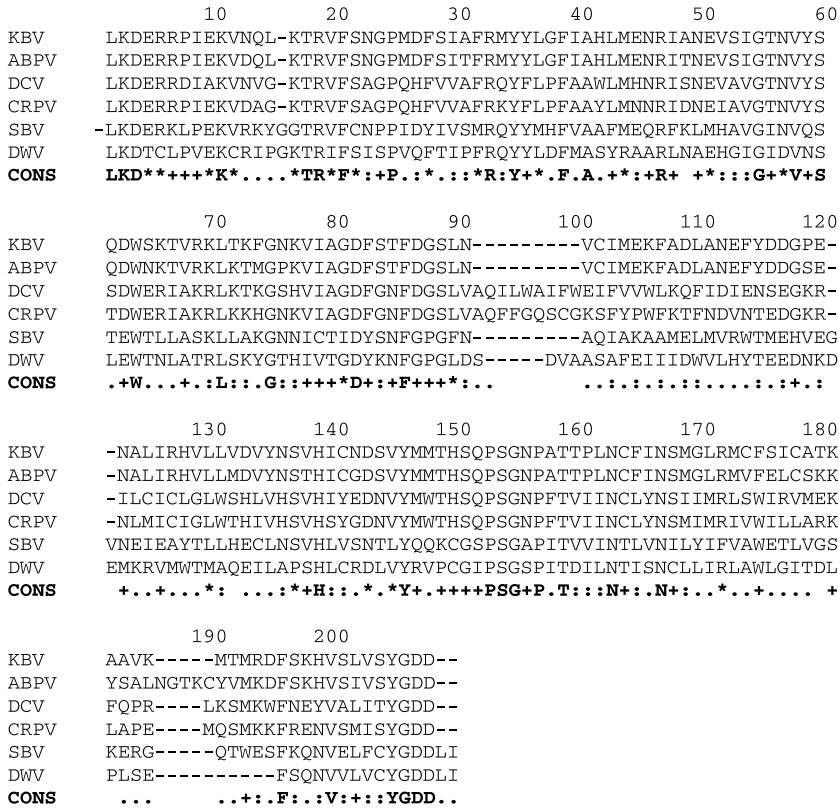 10 20 30 40 50 60
KBV LKDERRPIEKVNQL-KTRVFSNGPMDFSIAFRMYYLGFIAHLMENRIANEVSIGTNVYS
ABPV LKDERRPIEKVDQL-KTRVFSNGPMDFSITFRMYYLGFIAHLMENRITNEVSIGTNVYS
DCV LKDERRDIAKVNVG-KTRVFSAGPQHFVVAFRQYFLPFAAWLMHNRISNEVAVGTNVYS
CRPV LKDERRPIEKVDAG-KTRVFSAGPQHFVVAFRKYFLPFAAYLMNNRIDNEIAVGTNVYS
SBV -LKDERKLPEKVRKYGGTRVFCNPPIDYIVSMRQYYMHFVAAFMEQRFKLMHAVGINVQS
DWV LKDTCLPVEKCRIPGKTRIFSISPVQFTIPFRQYYLDFMASYRAARLNAEHGIGIDVNS
CONS LKD**+++*K*....*TR*F*:+P.:*.::*R:Y+*.F.A.+*:+R+ +*:::G+*V+S
70 80 90 100 110 120
KBV QDWSKTVRKLTKFGNKVIAGDFSTFDGSLN---------VCIMEKFADLANEFYDDGPE-
ABPV QDWNKTVRKLKTMGPKVIAGDFSTFDGSLN---------VCIMEKFADLANEFYDDGSE-
DCV SDWERIAKRLKTKGSHVIAGDFGNFDGSLVAQILWAIFWEIFVVWLKQFIDIENSEGKR-
CRPV TDWERIAKRLKKHGNKVIAGDFGNFDGSLVAQFFGQSCGKSFYPWFKTFNDVNTEDGKR-
SBV TEWTLLASKLLAKGNNICTIDYSNFGPGFN---------AQIAKAAMELMVRWTMEHVEG
DWV LEWTNLATRLSKYGTHIVTGDYKNFGPGLDS------DVAASAFEIIIDWVLHYTEEDNKD
CONS .+W...+.:L::.G:+++*D+:+F+++*:.. ..:.:.:.::....:.:+.:
130 140 150 160 170 180
KBV -NALIRHVLLVDVYNSVHICNDSVYMMTHSQPSGNPATTPLNCFINSMGLRMCFSICATK
ABPV -NALIRHVLLMDVYNSTHICGDSVYMMTHSQPSGNPATTPLNCFINSMGLRMVFELCSKK
DCV -ILCICLGLWSHLVHSVHIYEDNVYMWTHSQPSGNPFTVIINCLYNSIIMRLSWIRVMEK
CRPV -NLMICIGLWTHIVHSVHSYGDNVYMWTHSQPSGNPFTVIINCLYNSMIMRIVWILLARK
SBV VNEIEAYTLLHECLNSVHLVSNTLYQQKCGSPSGAPITVVINTLVNILYIFVAWETLVGS
DWV EMKRVMWTMAQEILAPSHLCRDLVYRVPCGIPSGSPITDILNTISNCLLIRLAWLGITDL
CONS +..+...*: ...:*+H::.*.*Y+.++++PSG+P.T:::N+:.N+:..*..+.... +
190 200
KBV AAVK-----MTMRDFSKHVSLVSYGDD--
ABPV YSALNGTKCYVMKDFSKHVSIVSYGDD--
DCV FQPR-----LKSMKWFNEYVALITYGDD--
CRPV LAPE-----MQSMKKFRENVSMISYGDD--
SBV KERG-----QTWESFKQNVELFCYGDDLI
DWV PLSE----------FSQNVVLVCYGDDLI
CONS ... ..+:.F.::V:+::YGDD..